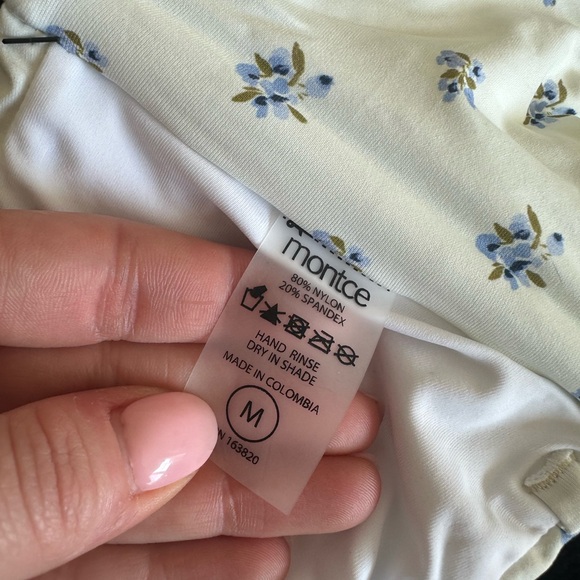 montce
80% NYLON
20% SPANDEX
HAND RINSE
DRY IN SHADE
MADE IN COLOMBIA
M
N 163820